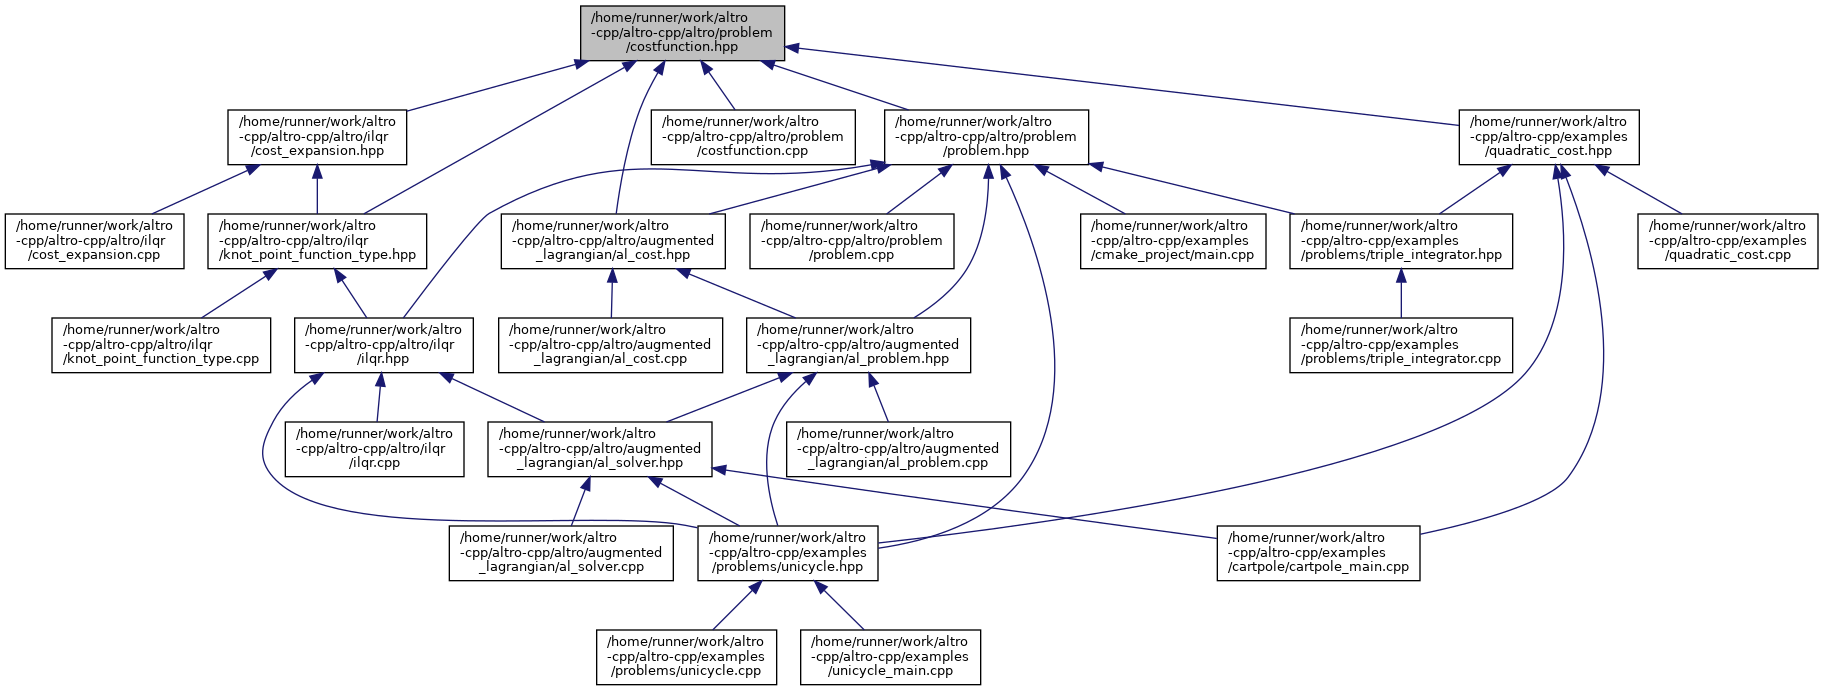 /home/runner/work/altro
-cpp/altro-cpp/altro/problem
/costfunction.hpp
/home/runner/work/altro
-cpp/altro-cpp/altro/ilqr
/cost_expansion.hpp
/home/runner/work/altro
-cpp/altro-cpp/altro/problem
/costfunction.cpp
/home/runner/work/altro
-cpp/altro-cpp/altro/problem
/problem.hpp
/home/runner/work/altro
-cpp/altro-cpp/examples
/quadratic_cost.hpp
/home/runner/work/altro
-cpp/altro-cpp/altro/ilqr
/cost_expansion.cpp
/home/runner/work/altro
-cpp/altro-cpp/altro/ilqr
/knot_point_function_type.hpp
/home/runner/work/altro
-cpp/altro-cpp/altro/augmented
_lagrangian/al_cost.hpp
/home/runner/work/altro
-cpp/altro-cpp/altro/problem
/problem.cpp
/home/runner/work/altro
-cpp/altro-cpp/examples
/cmake_project/main.cpp
/home/runner/work/altro
-cpp/altro-cpp/examples
/problems/triple_integrator.hpp
/home/runner/work/altro
-cpp/altro-cpp/examples
/quadratic_cost.cpp
/home/runner/work/altro
-cpp/altro-cpp/altro/ilqr
/knot_point_function_type.cpp
/home/runner/work/altro
-cpp/altro-cpp/altro/ilqr
/ilqr.hpp
/home/runner/work/altro
-cpp/altro-cpp/altro/augmented
_lagrangian/al_cost.cpp
/home/runner/work/altro
-cpp/altro-cpp/altro/augmented
_lagrangian/al_problem.hpp
/home/runner/work/altro
-cpp/altro-cpp/examples
/problems/triple_integrator.cpp
/home/runner/work/altro
-cpp/altro-cpp/altro/ilqr
/ilqr.cpp
/home/runner/work/altro
-cpp/altro-cpp/altro/augmented
_lagrangian/al_solver.hpp
/home/runner/work/altro
-cpp/altro-cpp/altro/augmented
_lagrangian/al_problem.cpp
/home/runner/work/altro
-cpp/altro-cpp/altro/augmented
_lagrangian/al_solver.cpp
/home/runner/work/altro
-cpp/altro-cpp/examples
/problems/unicycle.hpp
/home/runner/work/altro
-cpp/altro-cpp/examples
/cartpole/cartpole_main.cpp
/home/runner/work/altro
-cpp/altro-cpp/examples
/problems/unicycle.cpp
/home/runner/work/altro
-cpp/altro-cpp/examples
/unicycle_main.cpp